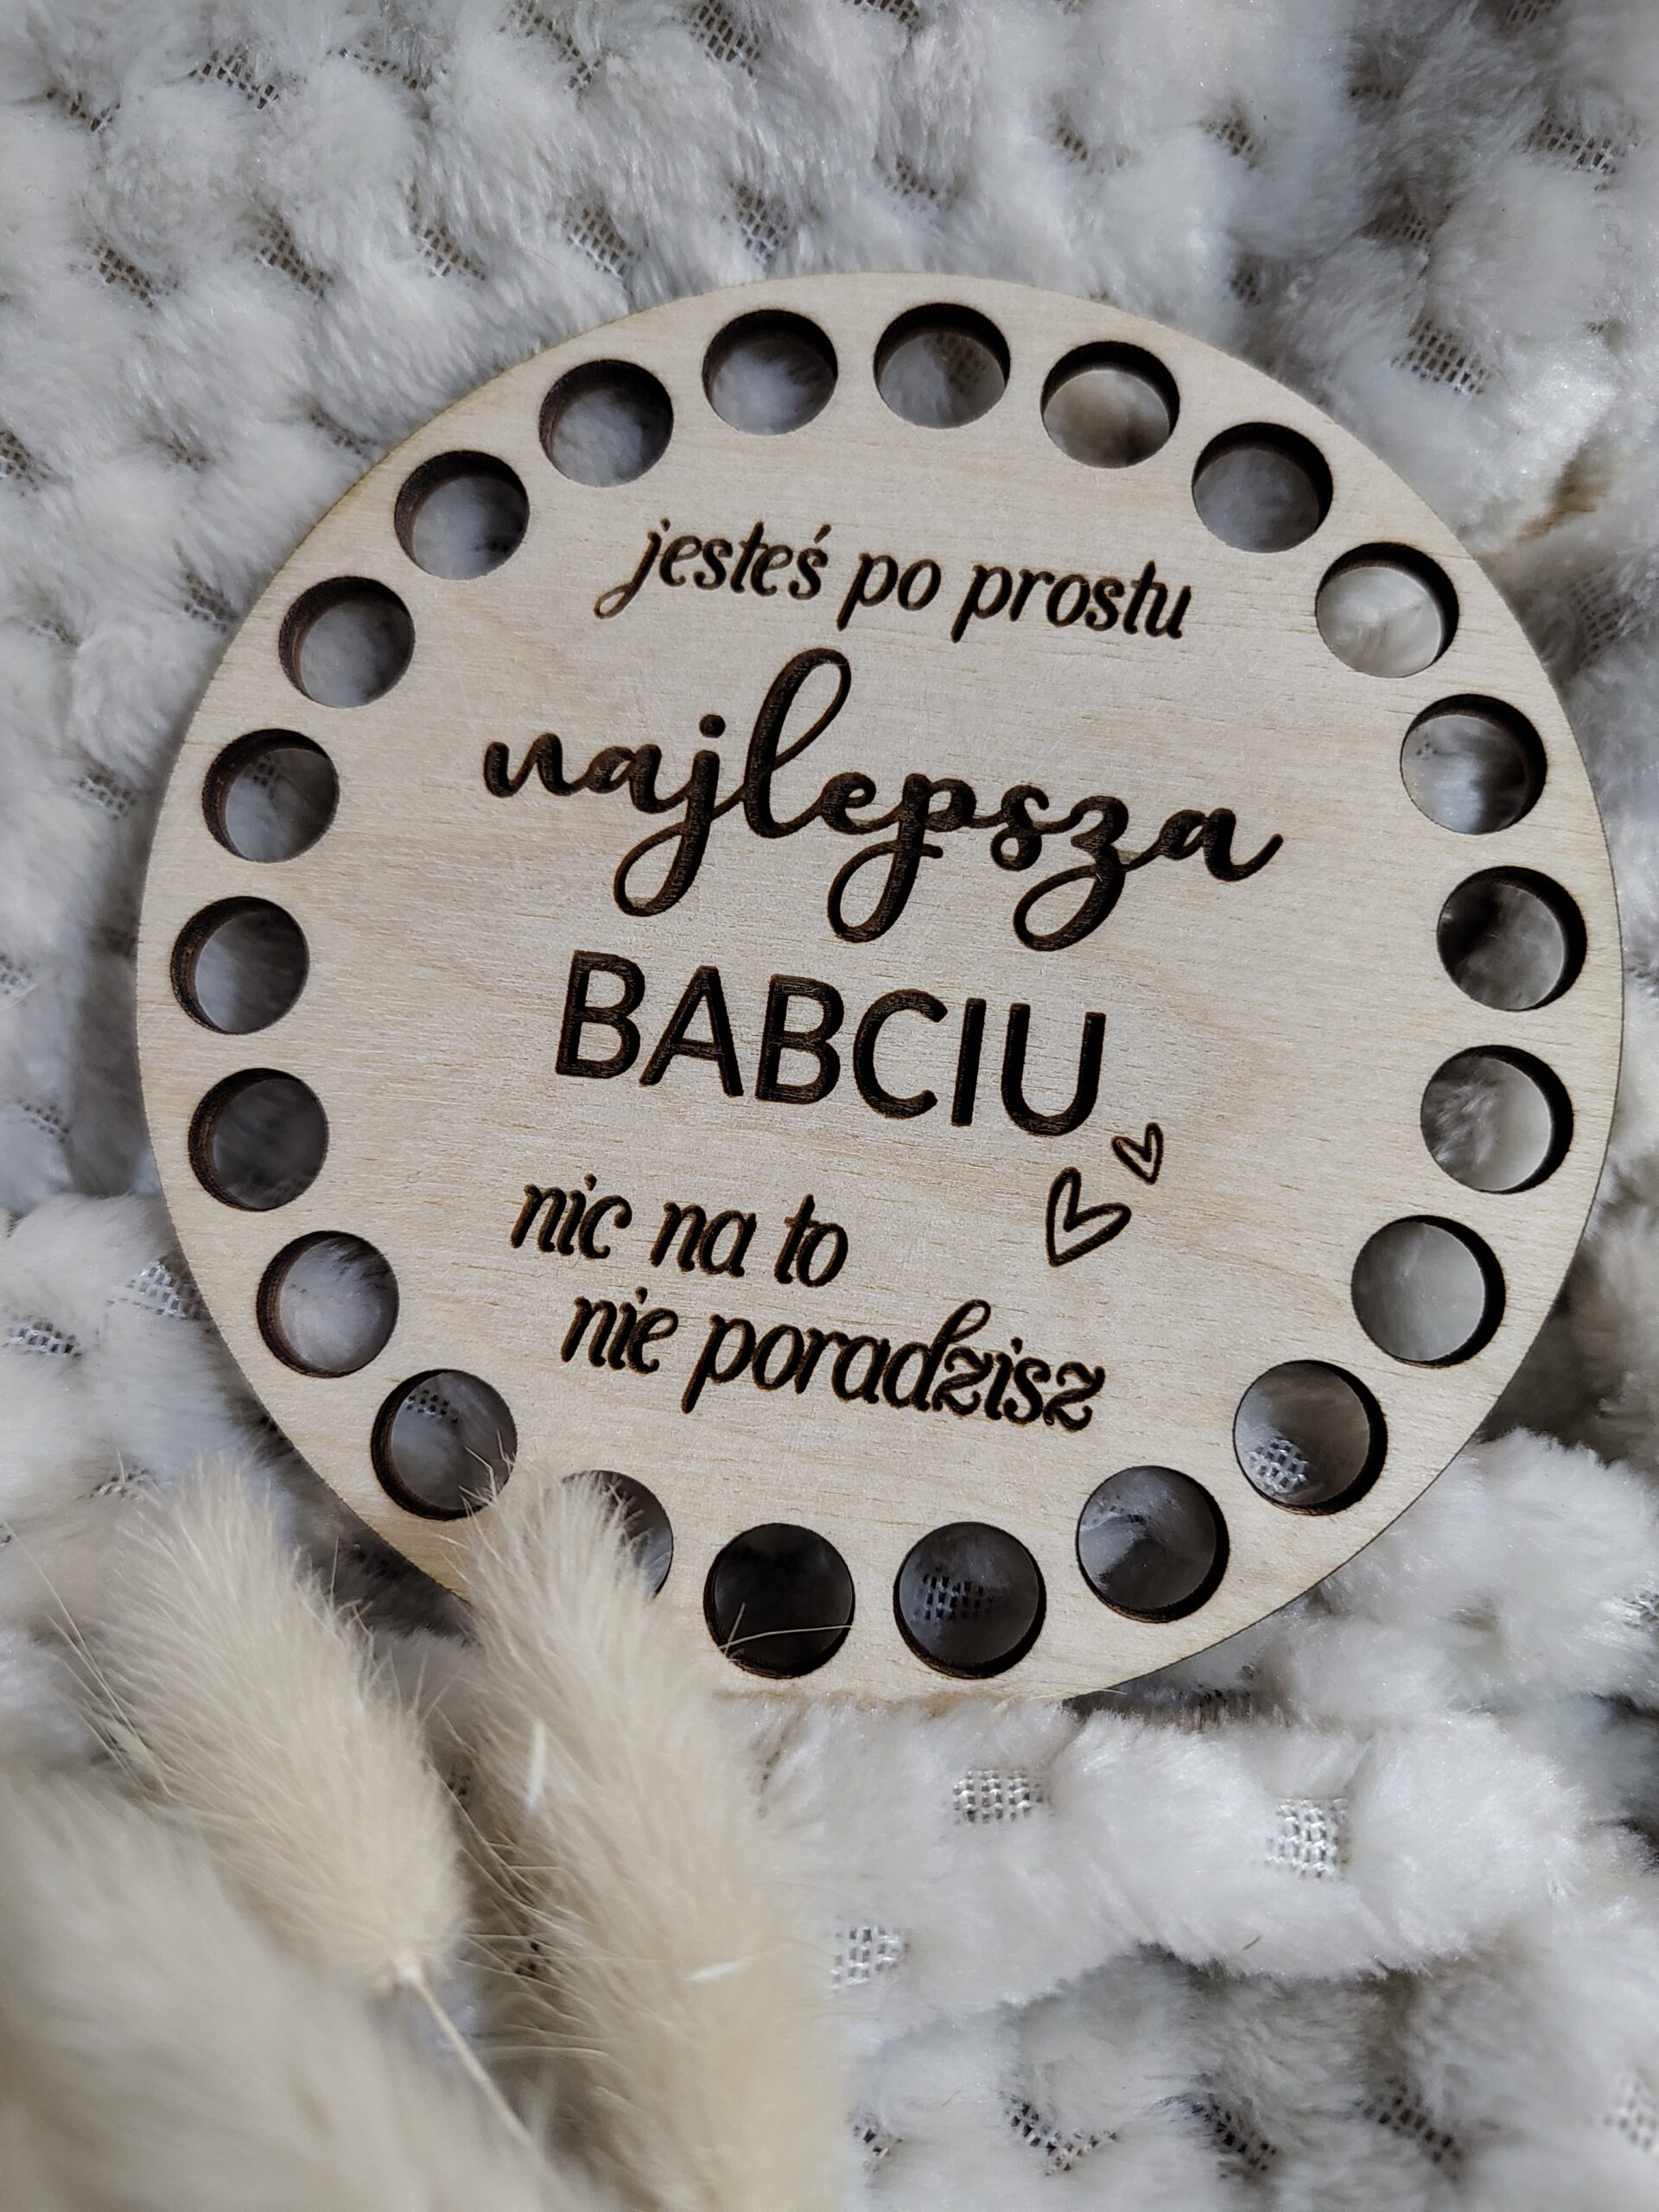 jesteś po prostu
najlepsza
BABCIU
nic na to
nie poradzisz